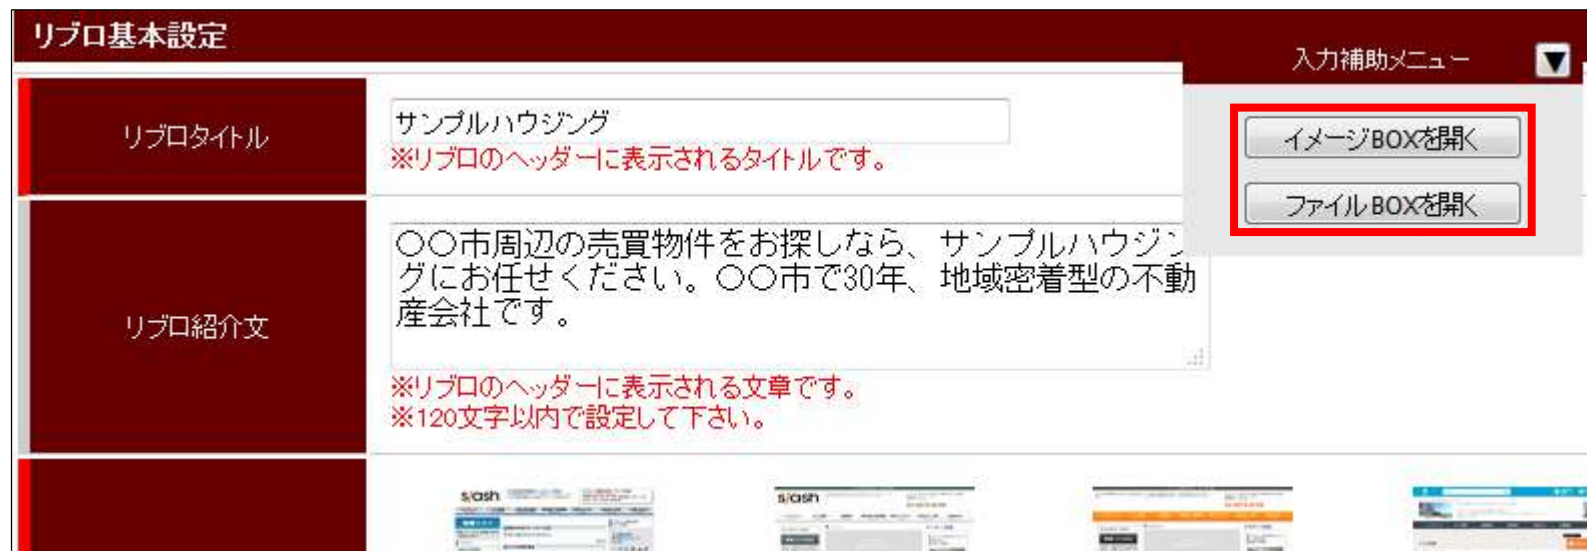 リブロ基本設定
入力補助メニュー
リブロタイトル
サンプルハウジング
※リブロのヘッダーに表示されるタイトルです。
イメージBOXを開く
ファイルBOXを開く
リブロ紹介文
〇〇市周辺の売買物件をお探しなら、サンプルハウジン
グにお任せください。〇〇市で30年、地域密着型の不動
産会社です。
※リブロのヘッダーに表示される文章です。
※120文字以内で設定して下さい。
slash
slash